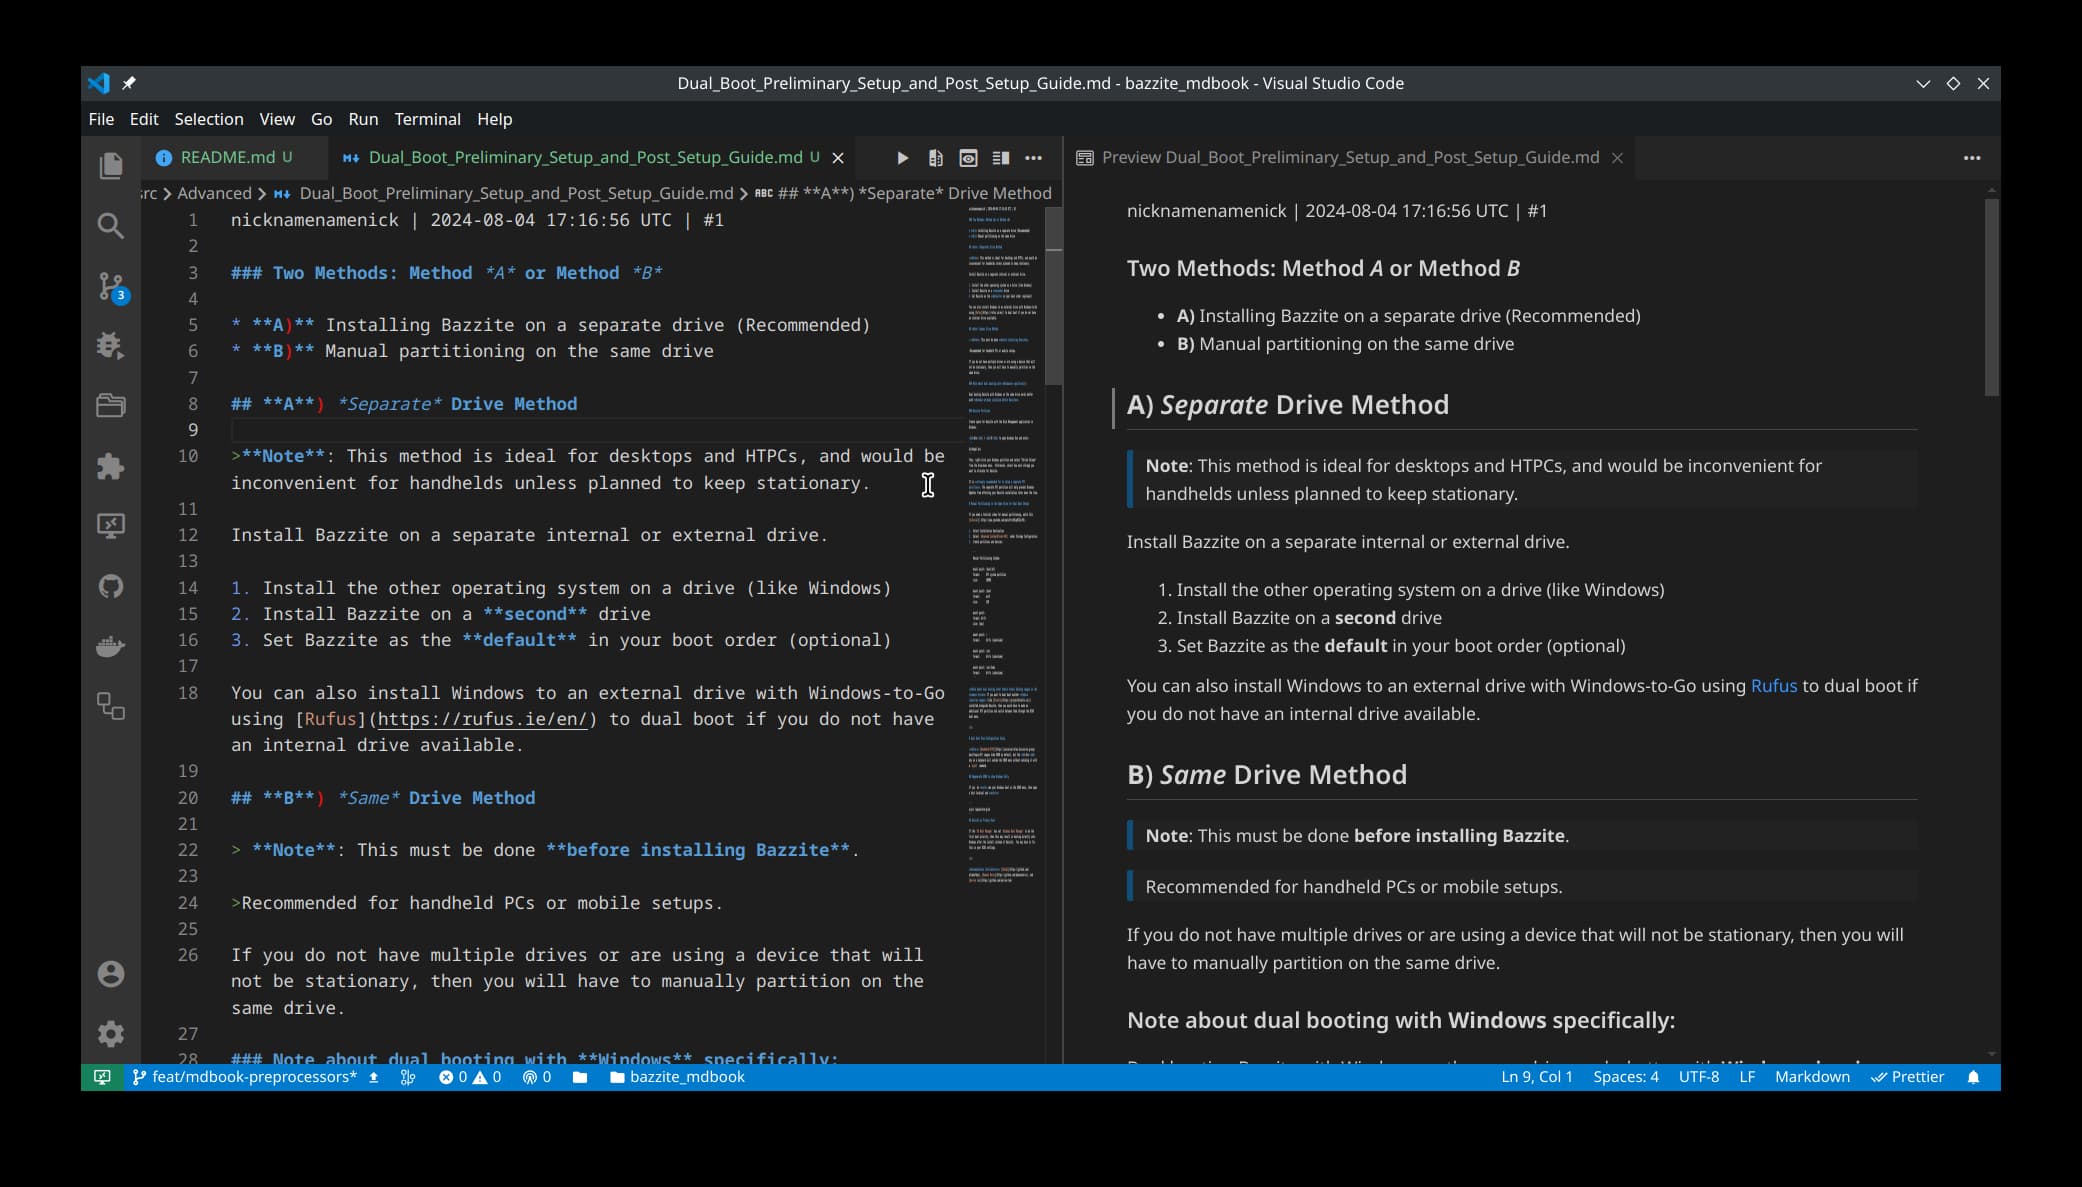 Dual_Boot_Preliminary_Setup_and_Post_Setup_Guide.md - bazzite_mdbook - Visual Studio Code
File Edit Selection View Go Run Terminal Help
README.md U
Dual_Boot_Preliminary_Setup_and_Post_Setup_Guide.md U
src > Advanced > Dual_Boot_Preliminary_Setup_and_Post_Setup_Guide.md > ## **A**) *Separate* Drive Method
3
1 nicknamenamenick | 2024-08-04 17:16:56 UTC | #1
2
3 ### Two Methods: Method *A* or Method *B*
4
5 * **A)** Installing Bazzite on a separate drive (Recommended)
6 * **B)** Manual partitioning on the same drive
7
8 ## **A**) *Separate* Drive Method
9
10 >**Note**: This method is ideal for desktops and HTPCs, and would be
inconvenient for handhelds unless planned to keep stationary.
11
12 Install Bazzite on a separate internal or external drive.
13
14 1. Install the other operating system on a drive (like Windows)
15 2. Install Bazzite on a **second** drive
16 3. Set Bazzite as the **default** in your boot order (optional)
17
18 You can also install Windows to an external drive with Windows-to-Go
using [Rufus](https://rufus.ie/en/) to dual boot if you do not have
an internal drive available.
19
20 ## **B**) *Same* Drive Method
21
22 > **Note**: This must be done **before installing Bazzite**.
23
24 >Recommended for handheld PCs or mobile setups.
25
26 If you do not have multiple drives or are using a device that will
not be stationary, then you will have to manually partition on the
same drive.
27
28 ### Note about dual booting with **Windows** specifically:
Preview Dual_Boot_Preliminary_Setup_and_Post_Setup_Guide.md
nicknamenamenick | 2024-08-04 17:16:56 UTC | #1
Two Methods: Method A or Method B
• A) Installing Bazzite on a separate drive (Recommended)
• B) Manual partitioning on the same drive
A) Separate Drive Method
Note: This method is ideal for desktops and HTPCs, and would be inconvenient for
handhelds unless planned to keep stationary.
Install Bazzite on a separate internal or external drive.
1. Install the other operating system on a drive (like Windows)
2. Install Bazzite on a second drive
3. Set Bazzite as the default in your boot order (optional)
You can also install Windows to an external drive with Windows-to-Go using Rufus to dual boot if
you do not have an internal drive available.
B) Same Drive Method
Note: This must be done before installing Bazzite.
Recommended for handheld PCs or mobile setups.
If you do not have multiple drives or are using a device that will not be stationary, then you will
have to manually partition on the same drive.
Note about dual booting with Windows specifically:
feat/mdbook-preprocessors* 0 0 0 bazzite_mdbook
Ln 9, Col 1 Spaces: 4 UTF-8 LF Markdown Prettier